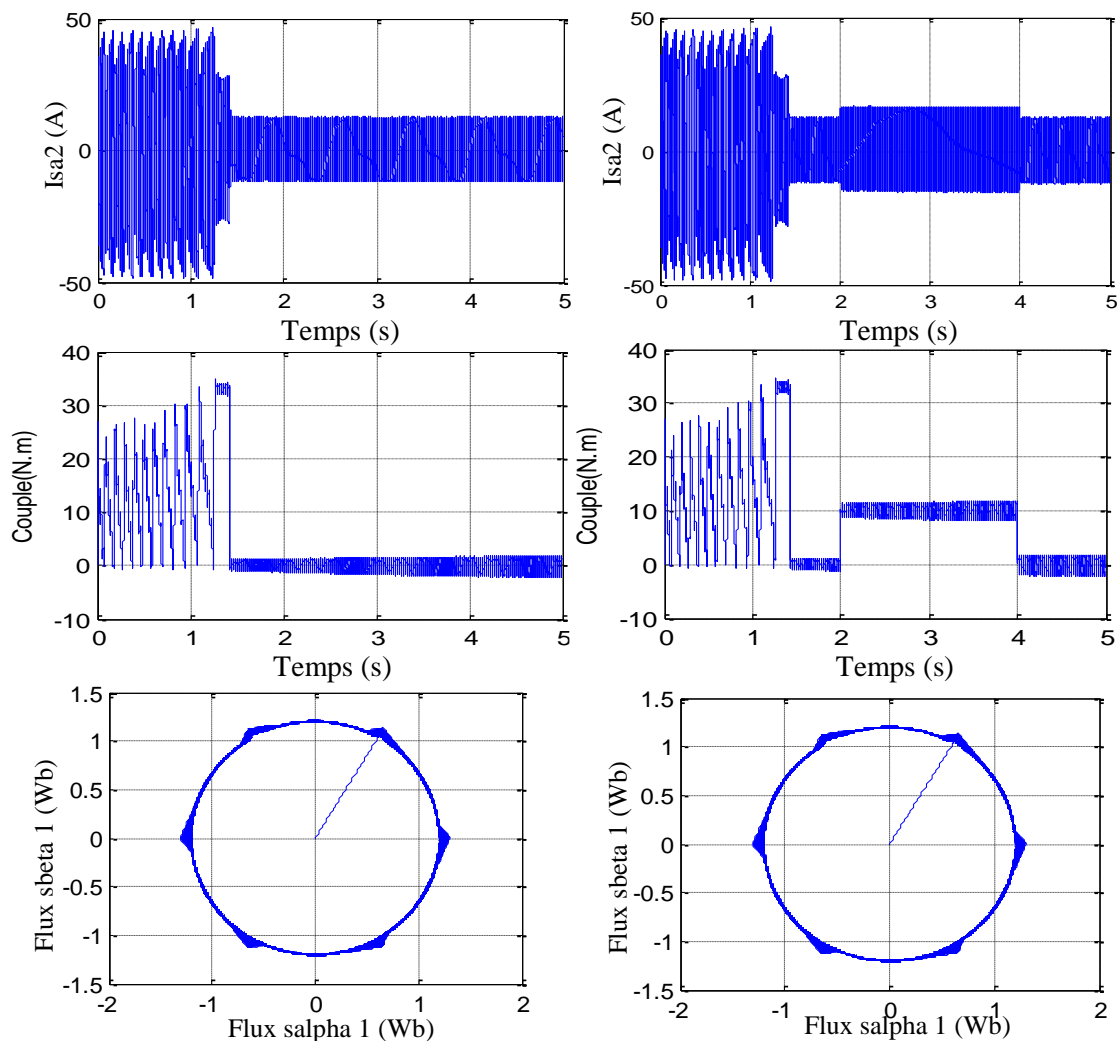 50
0
-50
Isa2 (A)
0 1 2 3 4 5
Temps (s)
50
0
-50
Isa2 (A)
0 1 2 3 4 5
Temps (s)
40
30
20
10
0
-10
Couple(N.m)
0 1 2 3 4 5
Temps (s)
40
30
20
10
0
-10
Couple(N.m)
0 1 2 3 4 5
Temps (s)
1.5
1
0.5
0
-0.5
-1
-1.5
Flux sbeta 1 (Wb)
-2 -1 0 1 2
Flux salpha 1 (Wb)
1.5
1
0.5
0
-0.5
-1
-1.5
Flux sbeta 1 (Wb)
-2 -1 0 1 2
Flux salpha 1 (Wb)